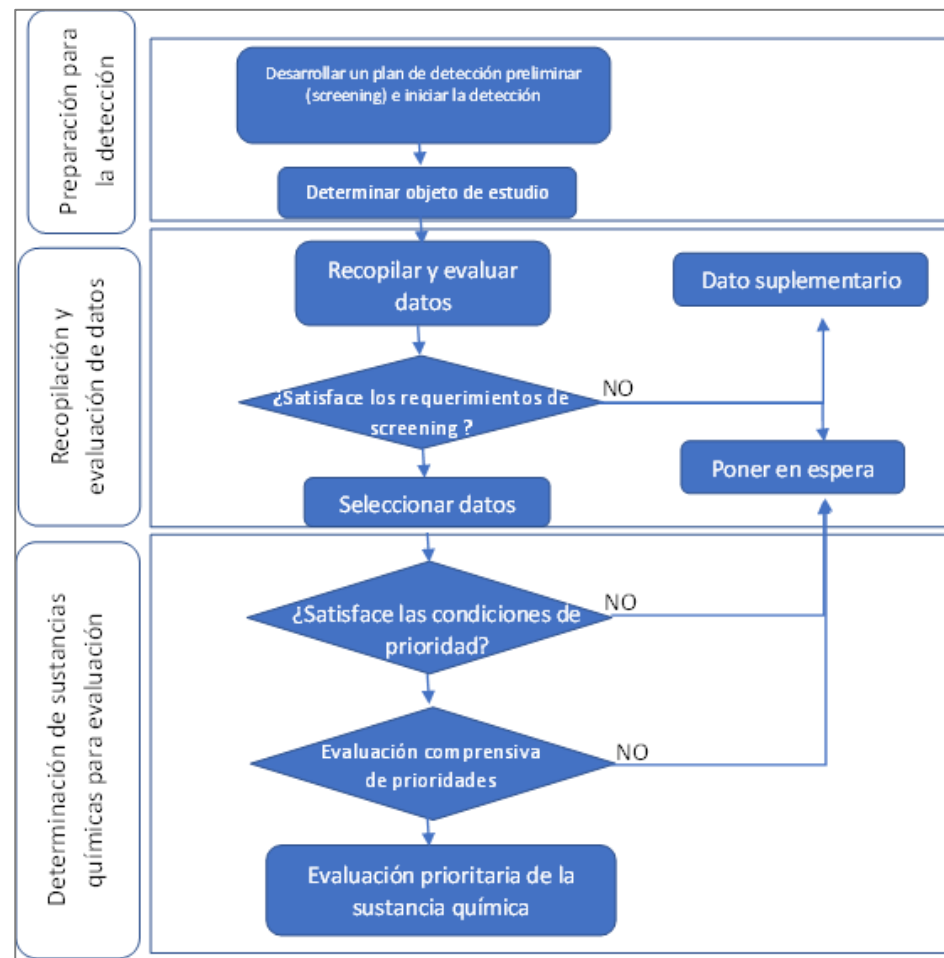 Preparación para
la detección
Desarrollar un plan de detección preliminar
(screening) e iniciar la detección
Determinar objeto de estudio
Recopilación y
evaluación de datos
Recopilar y evaluar
datos
Dato suplementario
¿Satisface los requerimientos de
screening ?
NO
Poner en espera
Seleccionar datos
Determinación de sustancias
químicas para evaluación
¿Satisface las condiciones de
prioridad?
NO
Evaluación comprensiva
de prioridades
NO
Evaluación prioritaria de la
sustancia química